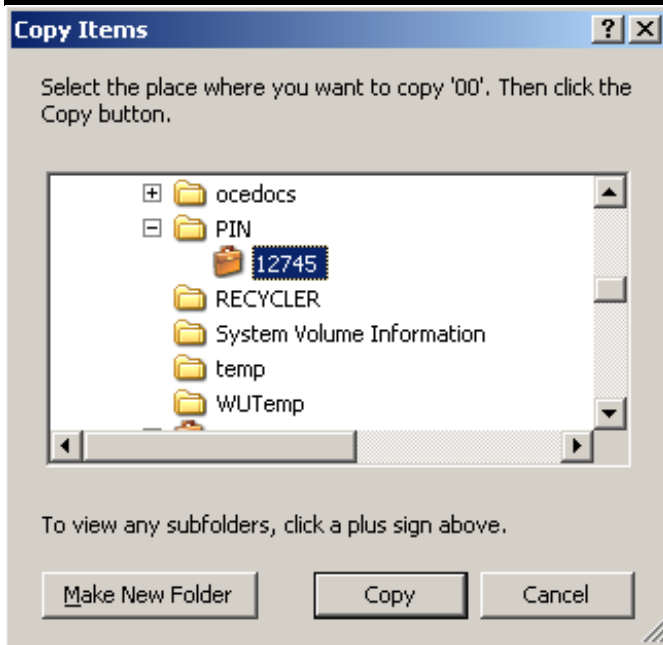 Copy Items
Select the place where you want to copy '00'. Then click the
Copy button.
ocedocs
PIN
12745
RECYCLER
System Volume Information
temp
WUTemp
To view any subfolders, click a plus sign above.
Make New Folder
Copy
Cancel